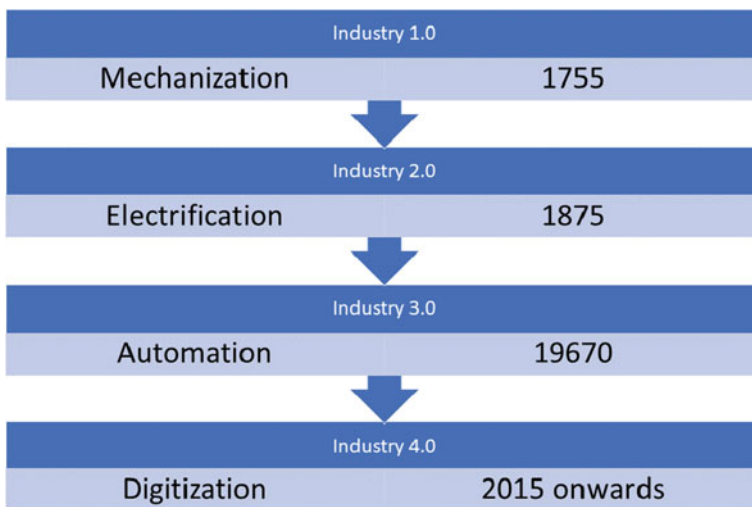 Industry 1.0
Mechanization 1755
Industry 2.0
Electrification 1875
Industry 3.0
Automation 19670
Industry 4.0
Digitization 2015 onwards